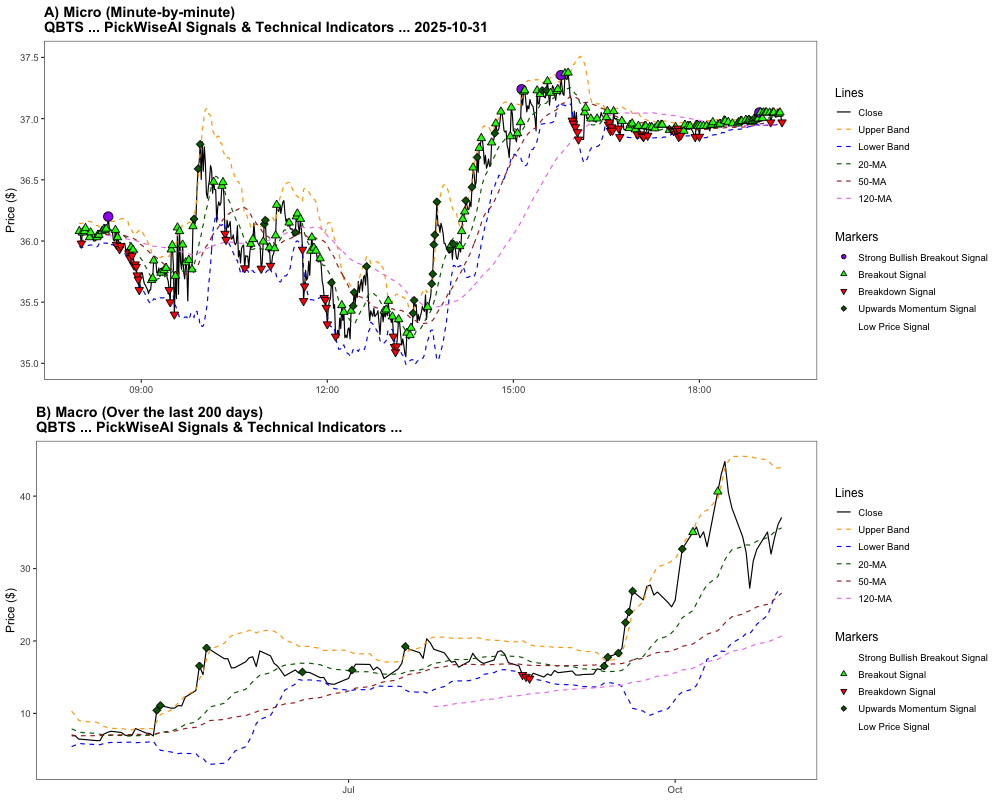 A) Micro (Minute-by-minute)
QBTS ... PickWiseAI Signals & Technical Indicators ... 2025-10-31
37.5
37.0
36.5
36.0
35.5
35.0
Price ($)
09:00
12:00
15:00
18:00
Lines
Close
Upper Band
Lower Band
20-MA
50-MA
120-MA
Markers
Strong Bullish Breakout Signal
Breakout Signal
Breakdown Signal
Upwards Momentum Signal
Low Price Signal
B) Macro (Over the last 200 days)
QBTS ... PickWiseAI Signals & Technical Indicators ...
40
30
20
10
Price ($)
Jul
Oct
Lines
Close
Upper Band
Lower Band
20-MA
50-MA
120-MA
Markers
Strong Bullish Breakout Signal
Breakout Signal
Breakdown Signal
Upwards Momentum Signal
Low Price Signal